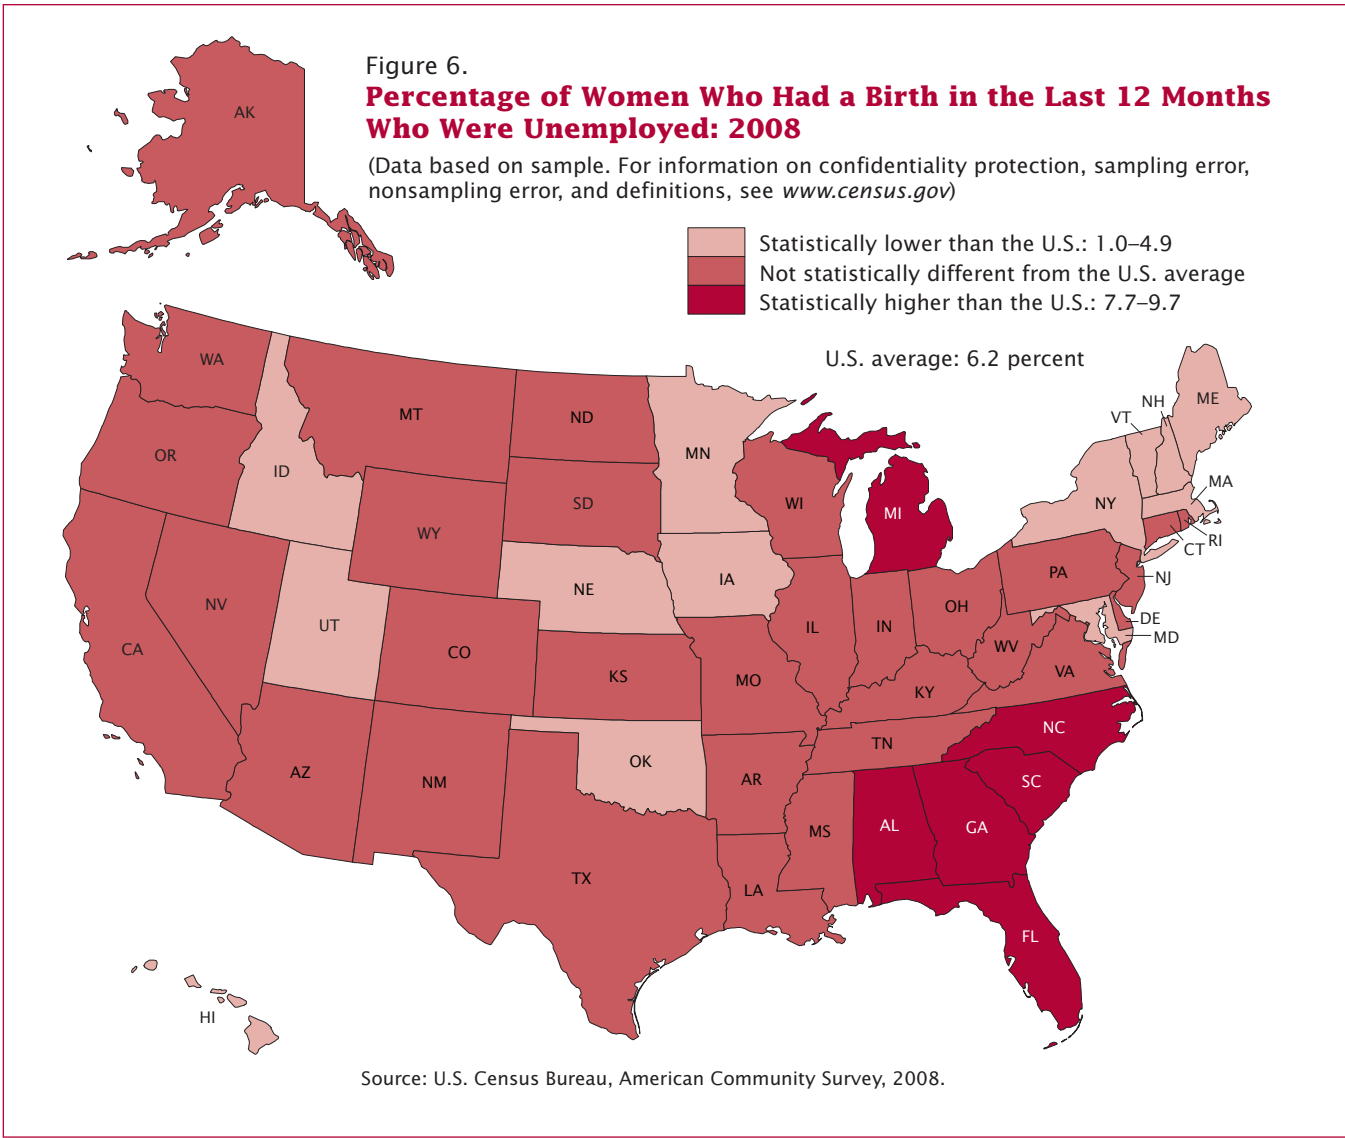 Figure 6.
Percentage of Women Who Had a Birth in the Last 12 Months
Who Were Unemployed: 2008
(Data based on sample. For information on confidentiality protection, sampling error,
nonsampling error, and definitions, see www.census.gov)
Statistically lower than the U.S.: 1.0–4.9
Not statistically different from the U.S. average
Statistically higher than the U.S.: 7.7–9.7
U.S. average: 6.2 percent
AK
WA
MT
ND
MN
OR
ID
SD
WI
MI
NY
VT
NH
ME
MA
RI
CT
WY
NE
IA
PA
NJ
NV
UT
CO
CA
KS
MO
IL
IN
OH
WV
VA
DE
MD
KY
AZ
NM
OK
AR
TN
NC
SC
TX
LA
MS
AL
GA
FL
HI
Source: U.S. Census Bureau, American Community Survey, 2008.